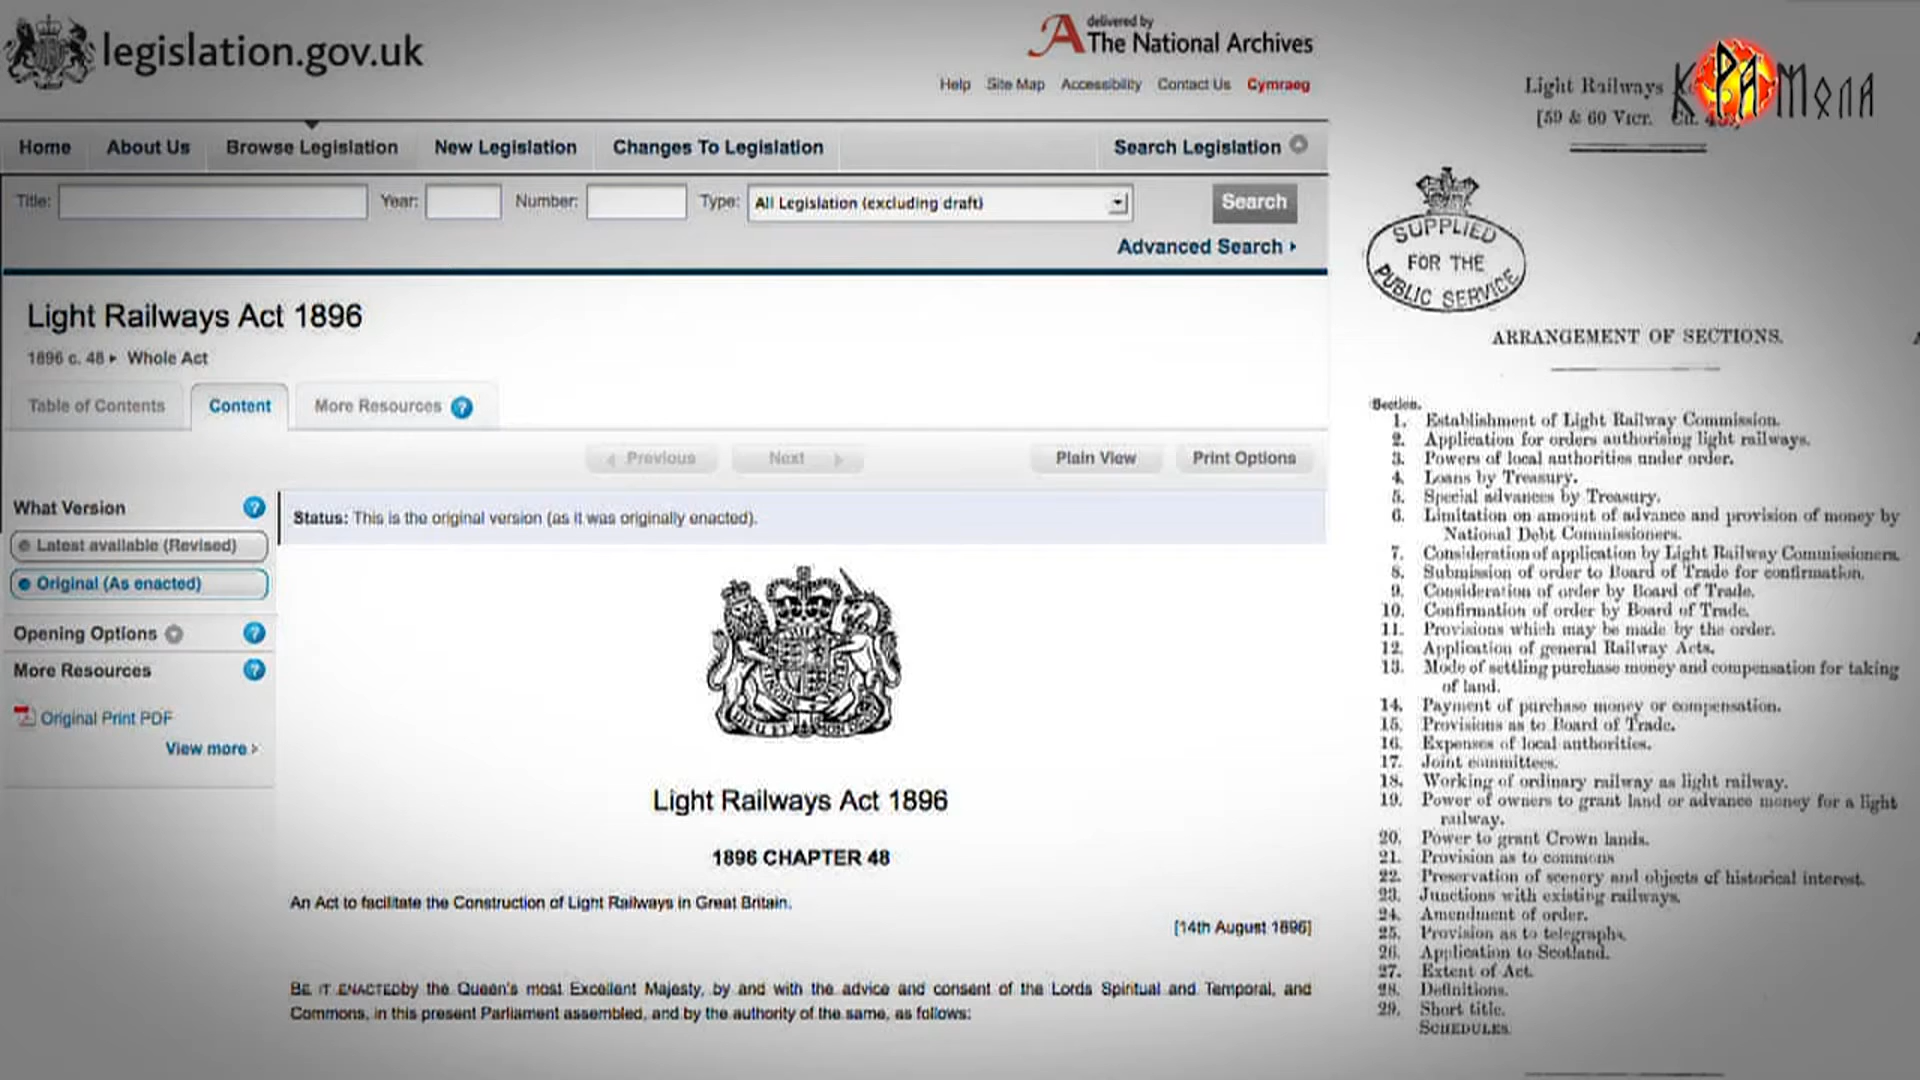 legislation.gov.uk
delivered by
The National Archives
Help Site Map Accessibility Contact Us Cymraeg
Home About Us Browse Legislation New Legislation Changes To Legislation Search Legislation
Title: Year: Number: Type: All Legislation (excluding draft) Search
Advanced Search
Light Railways Act 1896
1896 c. 48 Whole Act
Table of Contents Content More Resources ?
Previous Next Plain View Print Options
What Version ?
Status: This is the original version (as it was originally enacted).
Latest available (Revised)
Original (As enacted)
Opening Options ?
More Resources ?
Original Print PDF
View more
Light Railways Act 1896
1896 CHAPTER 48
An Act to facilitate the Construction of Light Railways in Great Britain.
[14th August 1896]
BE IT ENACTEDby the Queen's most Excellent Majesty, by and with the advice and consent of the Lords Spiritual and Temporal, and
Commons, in this present Parliament assembled, and by the authority of the same, as follows:
Light Railways
[59 & 60 VICT. CH. 48.]
КРАМОЛА
SUPPLIED
FOR THE
PUBLIC SERVICE
ARRANGEMENT OF SECTIONS.
Section.
1. Establishment of Light Railway Commission.
2. Application for orders authorising light railways.
3. Powers of local authorities under order.
4. Loans by Treasury.
5. Special advances by Treasury.
6. Limitation on amount of advance and provision of money by
National Debt Commissioners.
7. Consideration of application by Light Railway Commissioners.
8. Submission of order to Board of Trade for confirmation.
9. Consideration of order by Board of Trade.
10. Confirmation of order by Board of Trade.
11. Provisions which may be made by the order.
12. Application of general Railway Acts.
13. Mode of settling purchase money and compensation for taking
of land.
14. Payment of purchase money or compensation.
15. Provisions as to Board of Trade.
16. Expenses of local authorities.
17. Joint committees.
18. Working of ordinary railway as light railway.
19. Power of owners to grant land or advance money for a light
railway.
20. Power to grant Crown lands.
21. Provision as to commons
22. Preservation of scenery and objects of historical interest.
23. Junctions with existing railways.
24. Amendment of order.
25. Provision as to telegraphs.
26. Application to Scotland.
27. Extent of Act.
28. Definitions.
29. Short title.
SCHEDULES